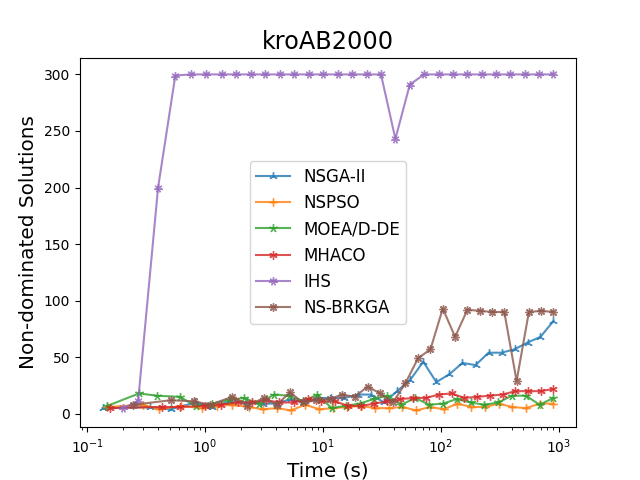 kroAB2000
Non-dominated Solutions
300
250
200
150
100
50
0
NSGA-II
NSPSO
MOEA/D-DE
MHACO
IHS
NS-BRKGA
10⁻¹ 10⁰ 10¹ 10² 10³
Time (s)